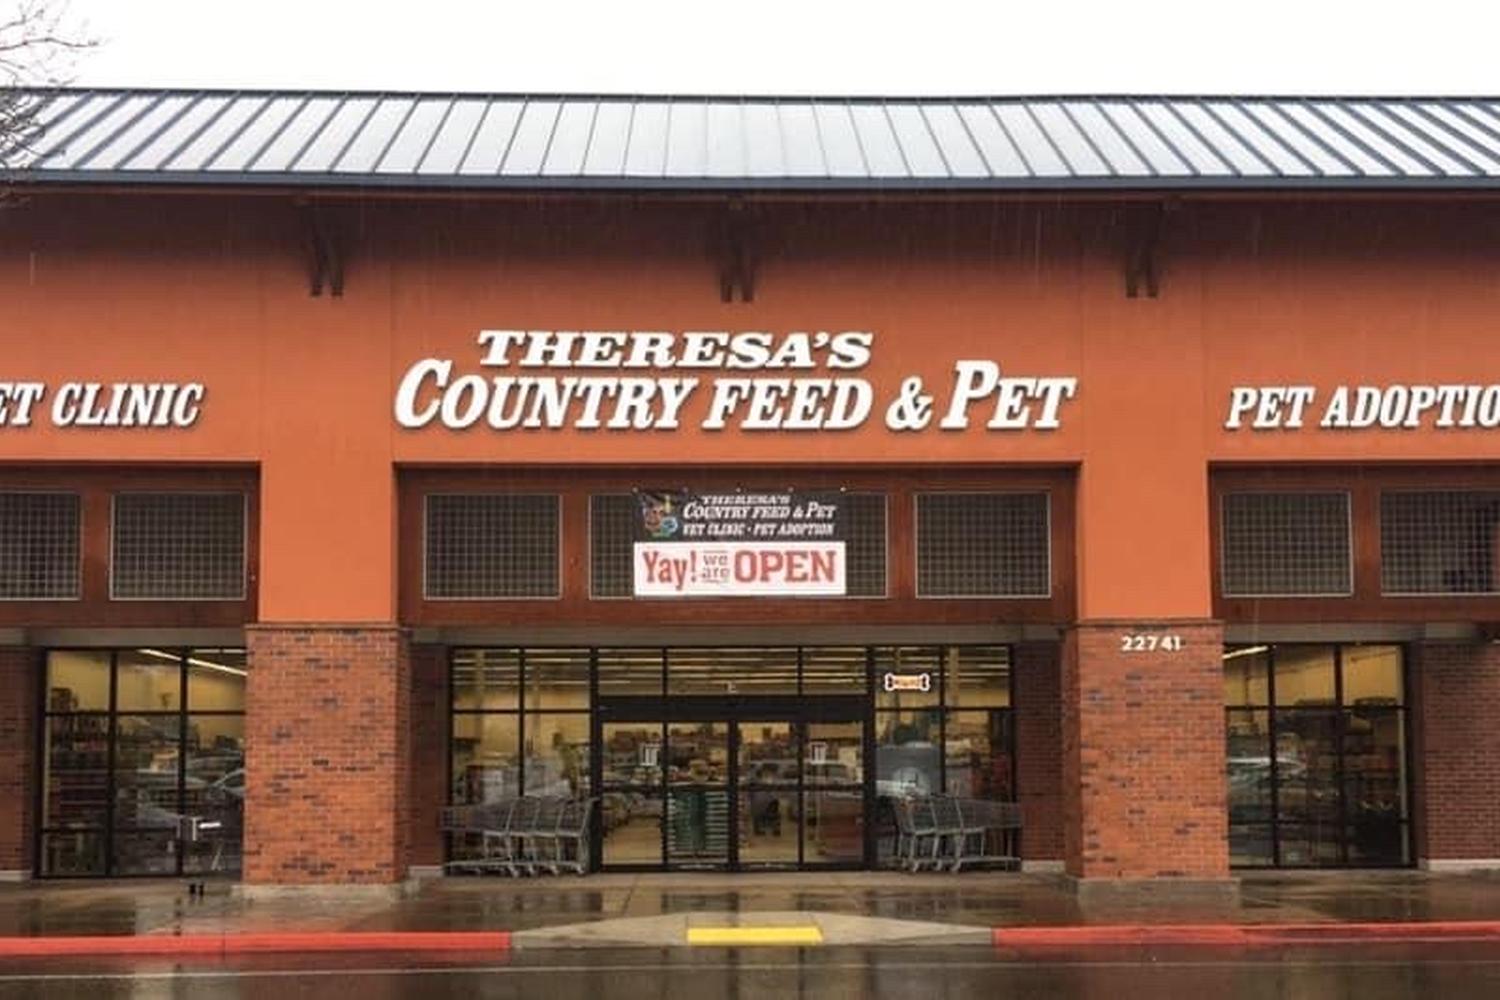 THERESA'S
COUNTRY FEED & PET
ET CLINIC
PET ADOPTIO
THERESA'S
COUNTRY FEED & PET
VET CLINIC · PET ADOPTION
Yay! we are OPEN
22741